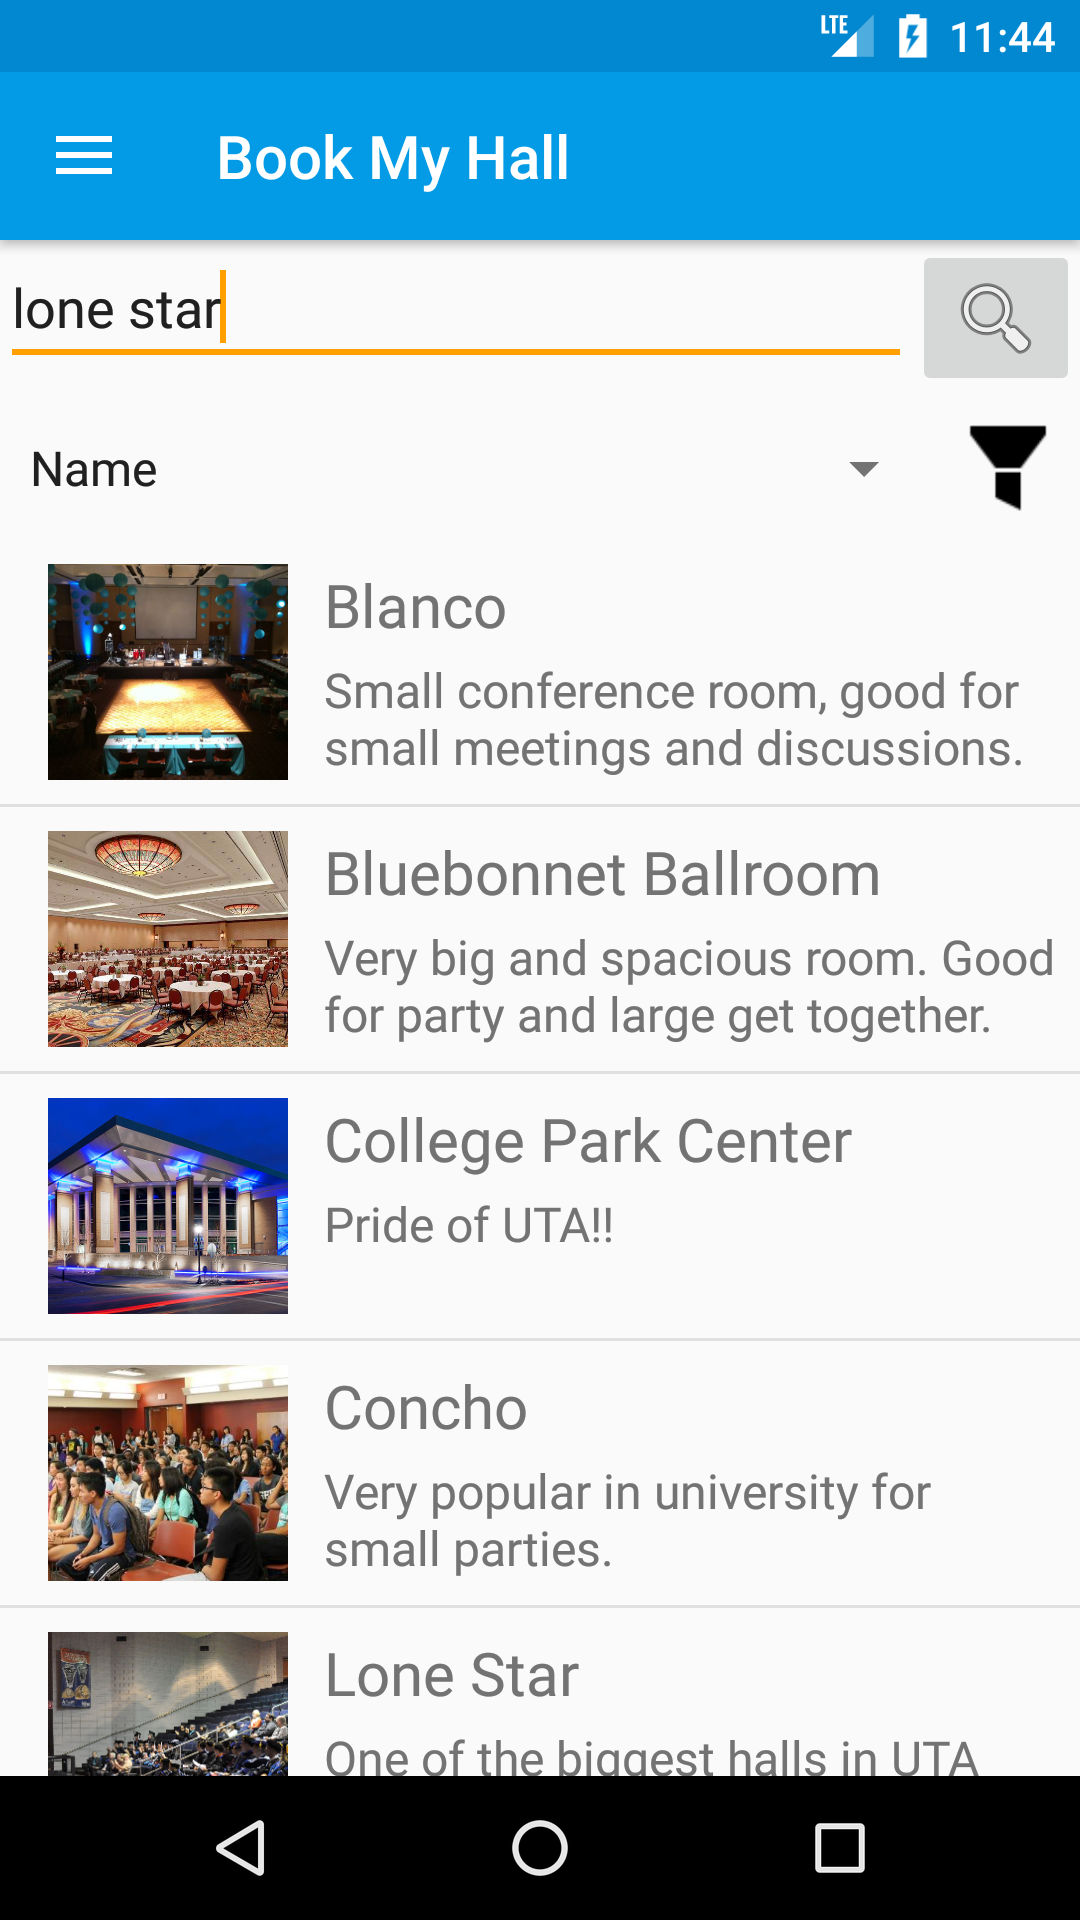 LTE 11:44
Book My Hall
lone star
Name
Blanco
Small conference room, good for
small meetings and discussions.
Bluebonnet Ballroom
Very big and spacious room. Good
for party and large get together.
College Park Center
Pride of UTA!!
Concho
Very popular in university for
small parties.
Lone Star
One of the biggest halls in UTA